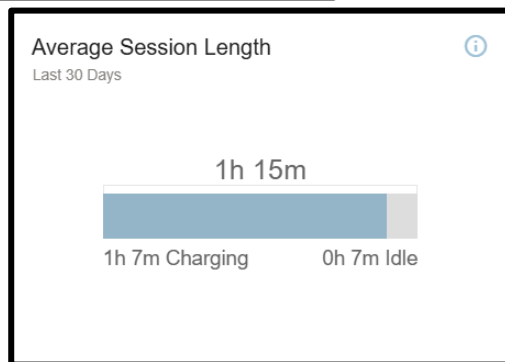 Average Session Length
Last 30 Days
1h 15m
1h 7m Charging 0h 7m Idle